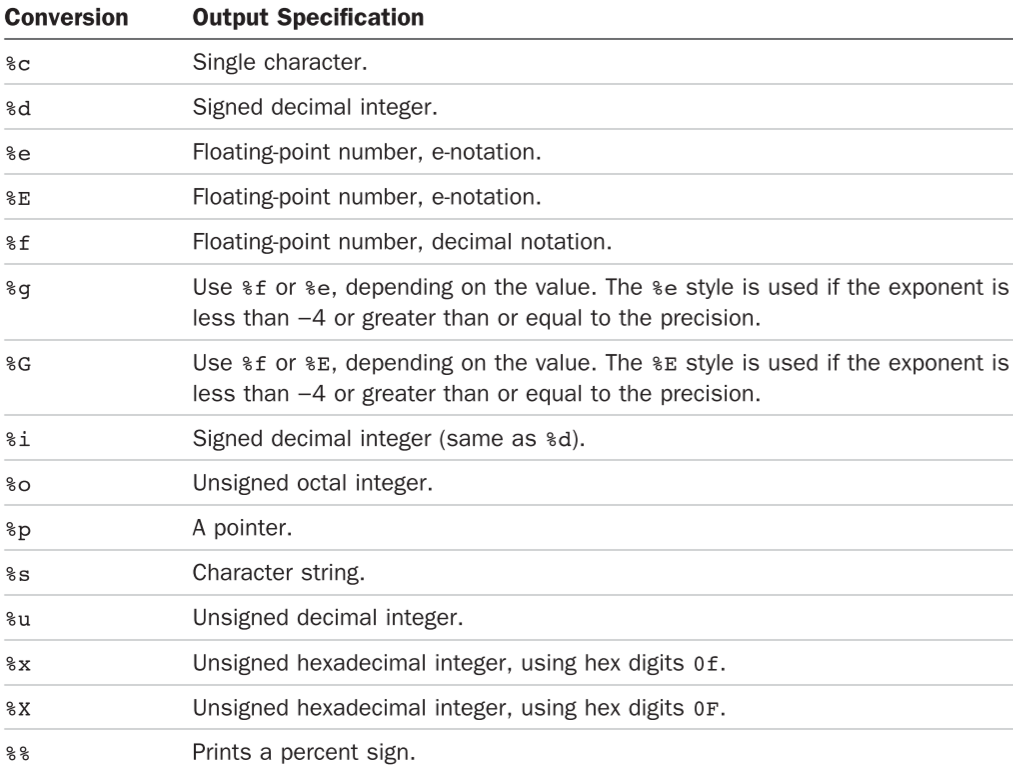 Conversion Output Specification
%c Single character.
%d Signed decimal integer.
%e Floating-point number, e-notation.
%E Floating-point number, e-notation.
%f Floating-point number, decimal notation.
%g Use %f or %e, depending on the value. The %e style is used if the exponent is
less than −4 or greater than or equal to the precision.
%G Use %f or %E, depending on the value. The %E style is used if the exponent is
less than −4 or greater than or equal to the precision.
%i Signed decimal integer (same as %d).
%o Unsigned octal integer.
%p A pointer.
%s Character string.
%u Unsigned decimal integer.
%x Unsigned hexadecimal integer, using hex digits 0f.
%X Unsigned hexadecimal integer, using hex digits 0F.
%% Prints a percent sign.